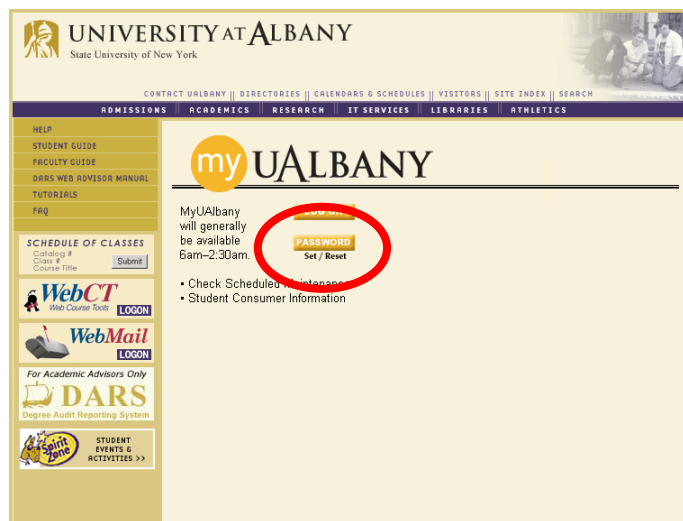 UNIVERSITY AT ALBANY
State University of New York
CONTACT UALBANY || DIRECTORIES || CALENDARS & SCHEDULES || VISITORS || SITE INDEX || SEARCH
ADMISSIONS || ACADEMICS || RESEARCH || IT SERVICES || LIBRARIES || ATHLETICS
HELP
STUDENT GUIDE
FACULTY GUIDE
DARS WEB ADVISOR MANUAL
TUTORIALS
FAQ
SCHEDULE OF CLASSES
Catalog #
Class #
Course Title
Submit
WebCT
Web Course Tools
LOGON
WebMail
LOGON
For Academic Advisors Only
DARS
Degree Audit Reporting System
Spirit Zone
STUDENT
EVENTS &
ACTIVITIES >>
my UALBANY
MyUAlbany
will generally
be available
6am–2:30am.
PASSWORD
Set / Reset
• Check Scheduled Maintenance
• Student Consumer Information